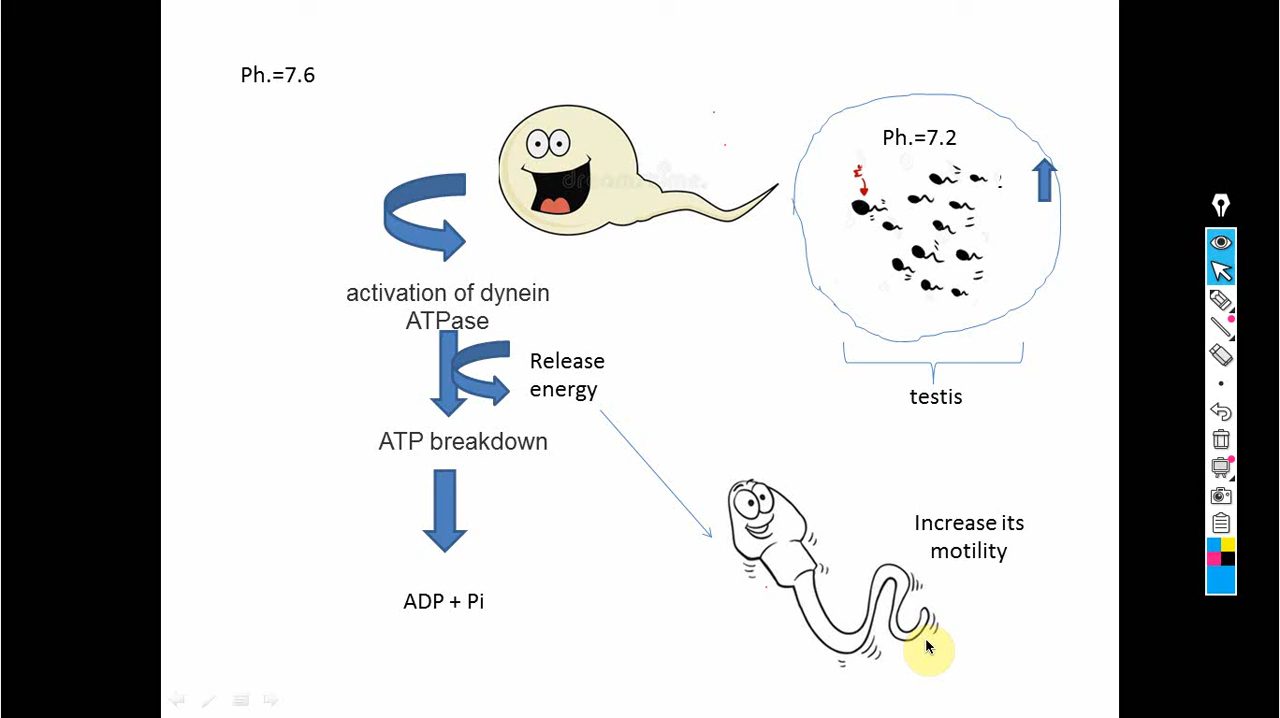 Ph.=7.6
Ph.=7.2
activation of dynein
ATPase
Release
energy
testis
ATP breakdown
Increase its
motility
ADP + Pi